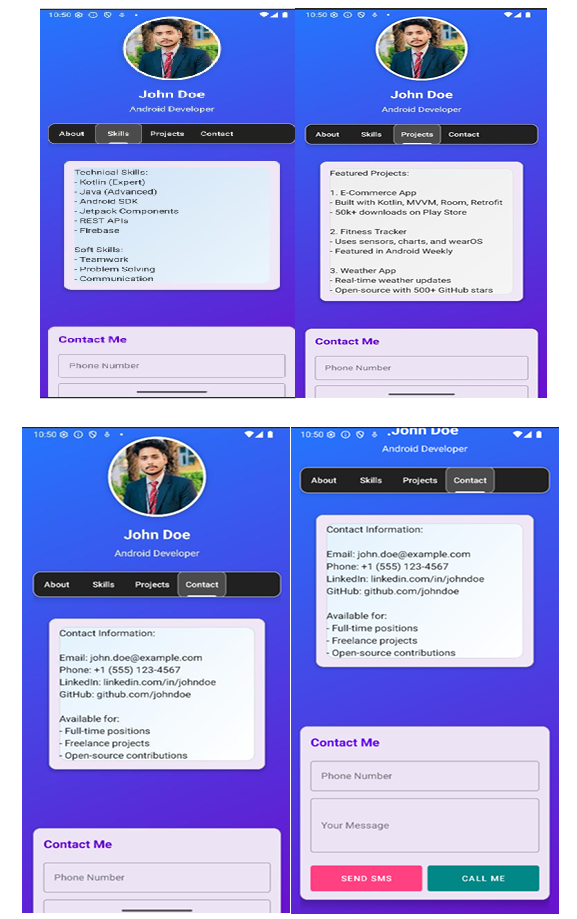 10:50
John Doe
Android Developer
About Skills Projects Contact
Technical Skills:
- Kotlin (Expert)
- Java (Advanced)
- Android SDK
- Jetpack Components
- REST APIs
- Firebase
Soft Skills:
- Teamwork
- Problem Solving
- Communication
Contact Me
Phone Number
10:50
John Doe
Android Developer
About Skills Projects Contact
Featured Projects:
1. E-Commerce App
- Built with Kotlin, MVVM, Room, Retrofit
- 50k+ downloads on Play Store
2. Fitness Tracker
- Uses sensors, charts, and wearOS
- Featured in Android Weekly
3. Weather App
- Real-time weather updates
- Open-source with 500+ GitHub stars
Contact Me
Phone Number
10:50
John Doe
Android Developer
About Skills Projects Contact
Contact Information:
Email: john.doe@example.com
Phone: +1 (555) 123-4567
LinkedIn: linkedin.com/in/johndoe
GitHub: github.com/johndoe
Available for:
- Full-time positions
- Freelance projects
- Open-source contributions
Contact Me
Phone Number
10:50
John Doe
Android Developer
About Skills Projects Contact
Contact Information:
Email: john.doe@example.com
Phone: +1 (555) 123-4567
LinkedIn: linkedin.com/in/johndoe
GitHub: github.com/johndoe
Available for:
- Full-time positions
- Freelance projects
- Open-source contributions
Contact Me
Phone Number
Your Message
SEND SMS CALL ME